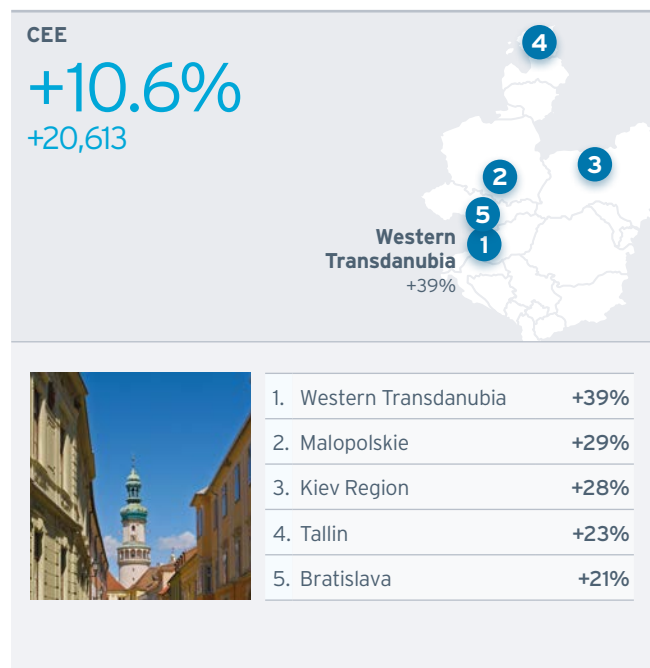 CEE
+10.6%
+20,613
4
3
2
5
1
Western
Transdanubia
+39%
1. Western Transdanubia +39%
2. Malopolskie +29%
3. Kiev Region +28%
4. Tallin +23%
5. Bratislava +21%